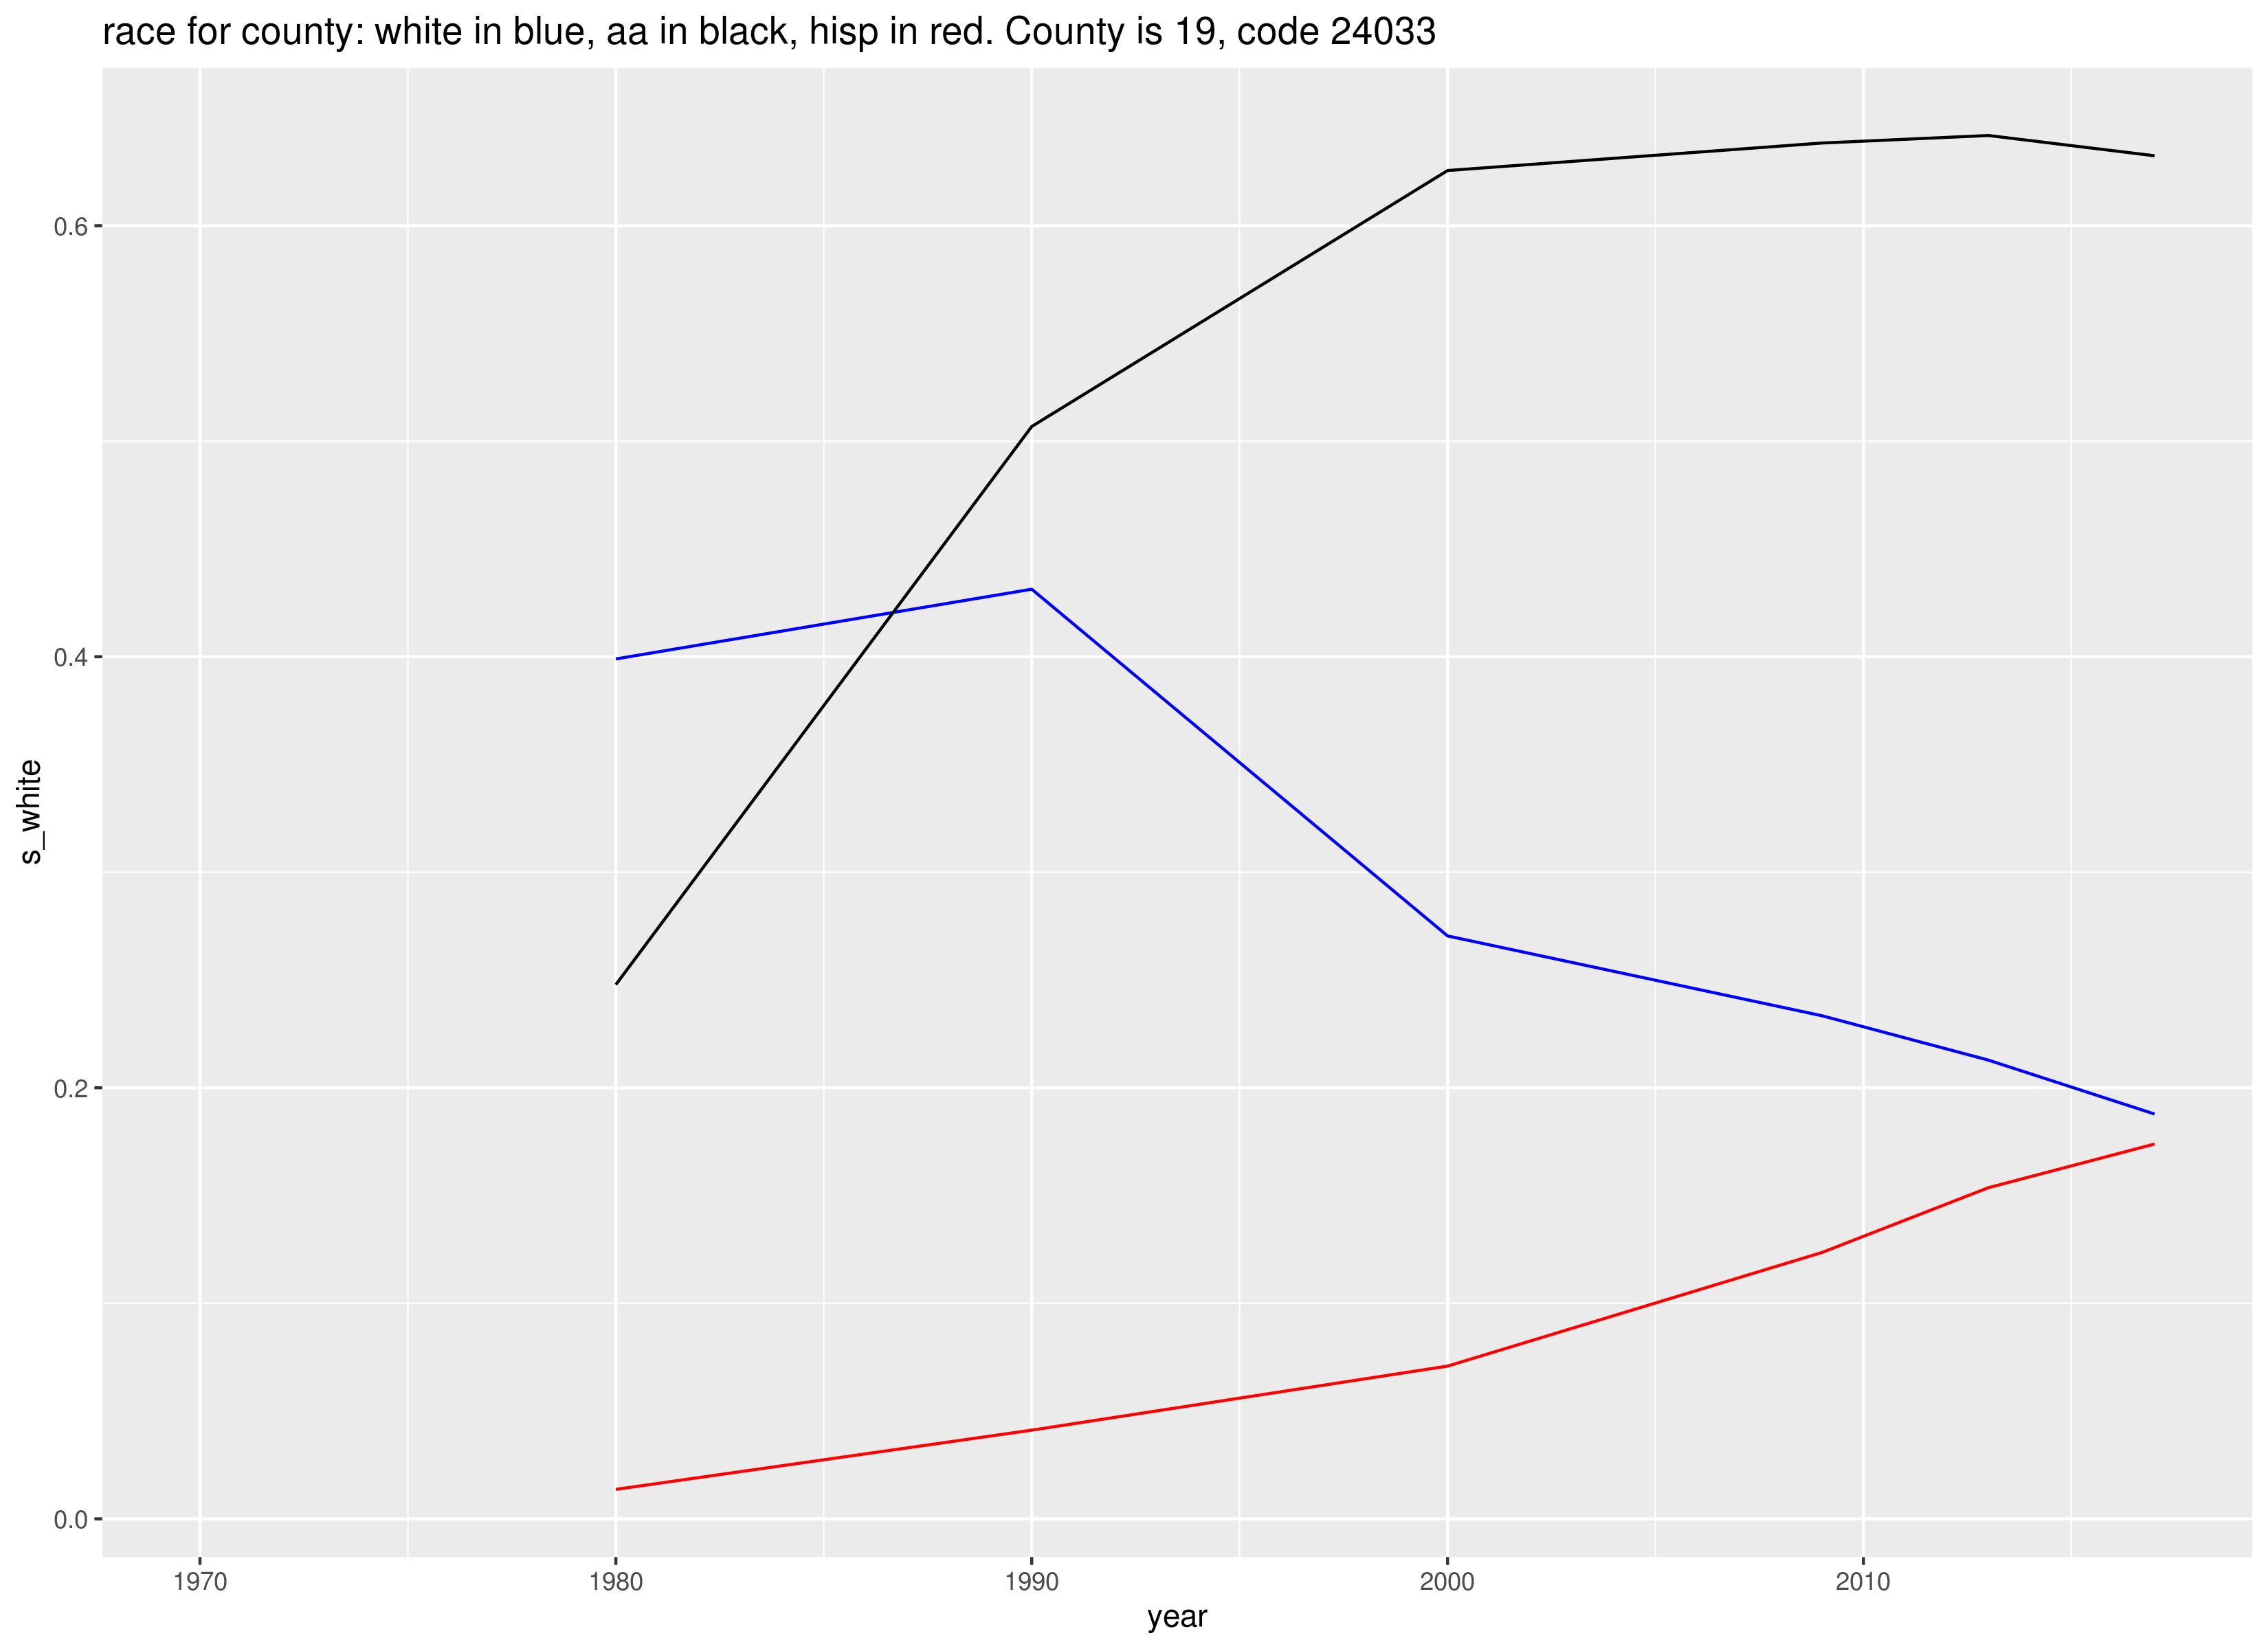 race for county: white in blue, aa in black, hisp in red. County is 19, code 24033
0.6
0.4
0.2
0.0
s_white
1970 1980 1990 2000 2010
year